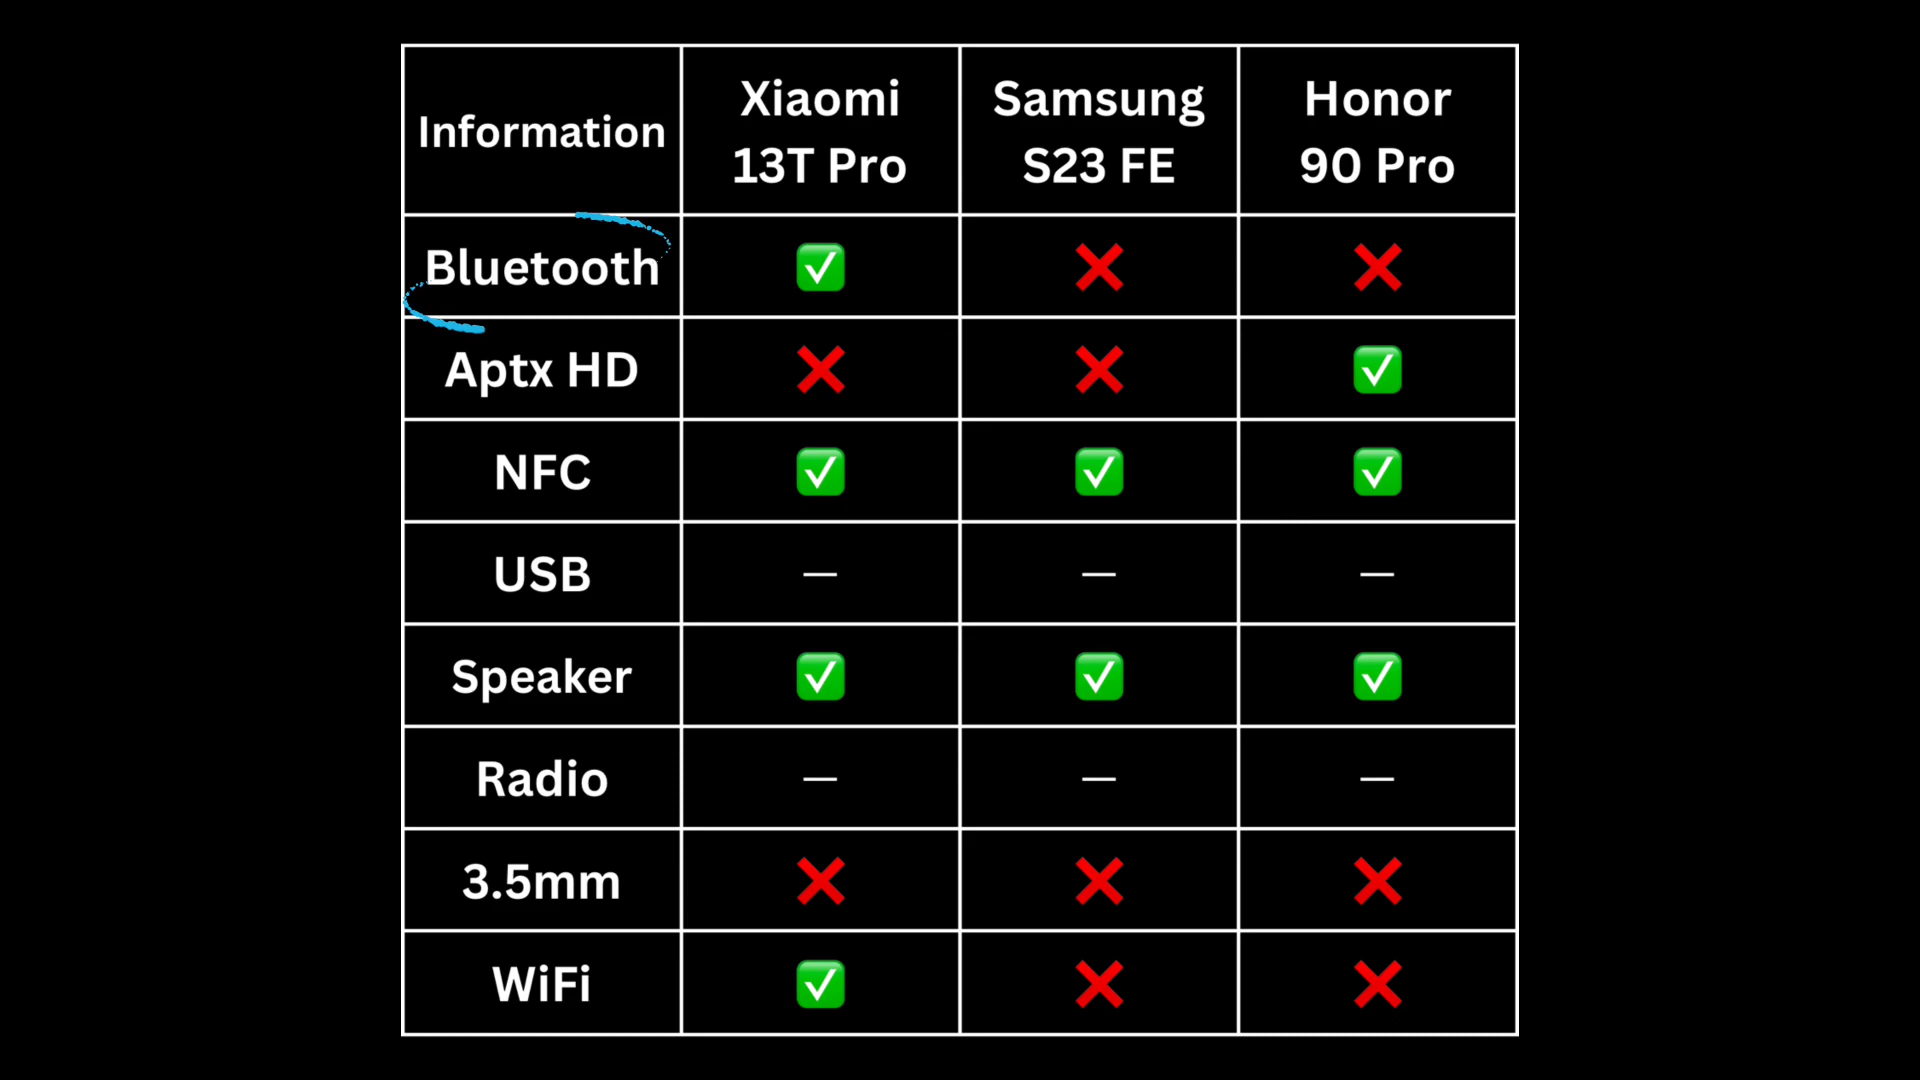 Information
Xiaomi
13T Pro
Samsung
S23 FE
Honor
90 Pro
Bluetooth ✅ ❌ ❌
Aptx HD ❌ ❌ ✅
NFC ✅ ✅ ✅
USB — — —
Speaker ✅ ✅ ✅
Radio — — —
3.5mm ❌ ❌ ❌
WiFi ✅ ❌ ❌